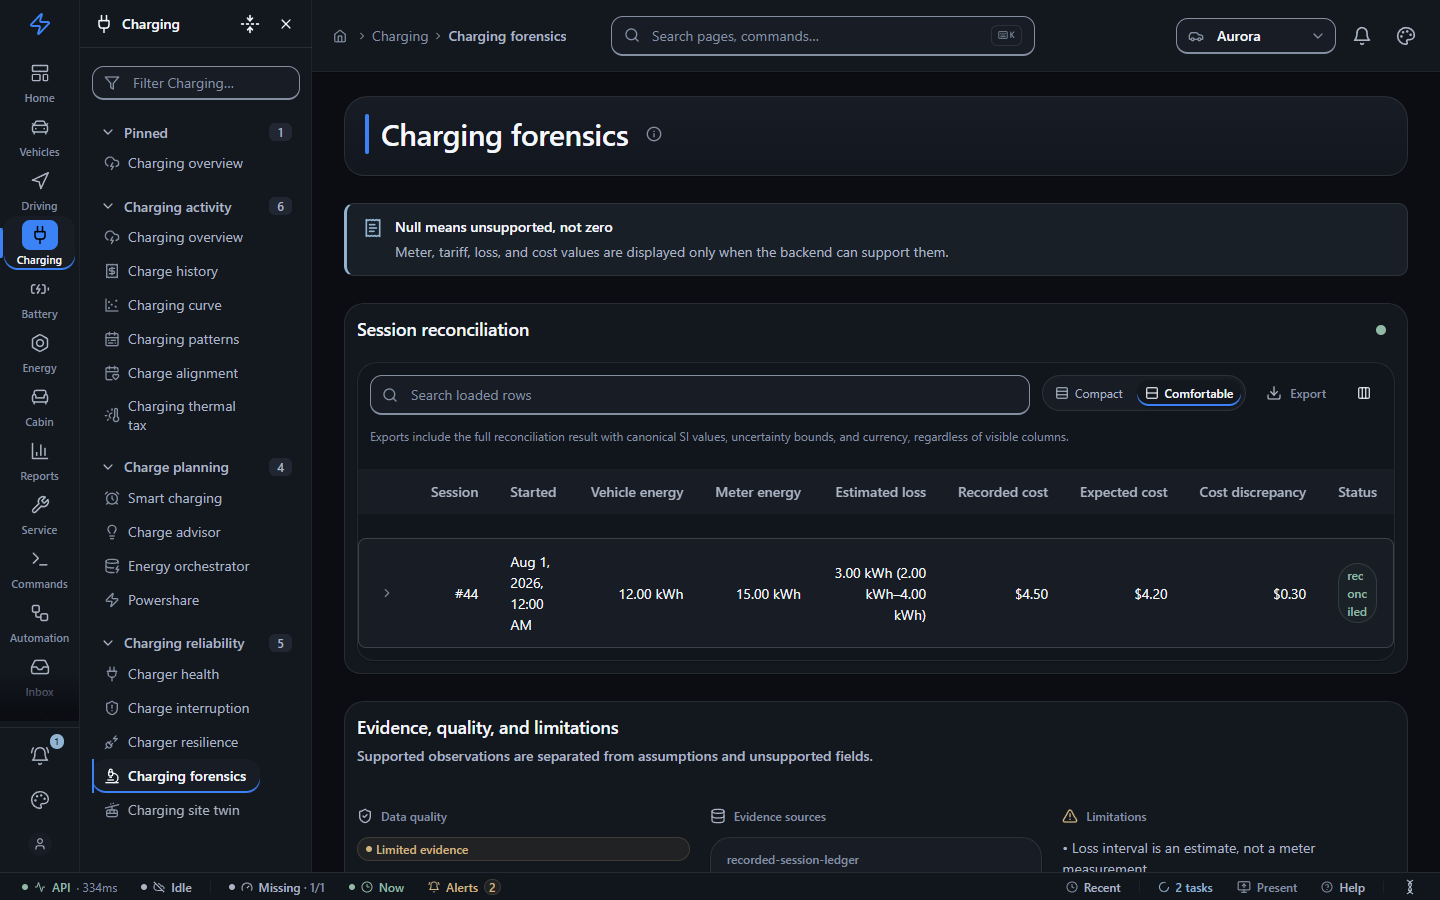 Charging
Charging
Charging forensics
Search pages, commands...
K
Aurora
Home
Vehicles
Driving
Charging
Battery
Energy
Cabin
Reports
Service
Commands
Automation
Inbox
1
Filter Charging...
Pinned
1
Charging overview
Charging activity
6
Charging overview
Charge history
Charging curve
Charging patterns
Charge alignment
Charging thermal
tax
Charge planning
4
Smart charging
Charge advisor
Energy orchestrator
Powershare
Charging reliability
5
Charger health
Charge interruption
Charger resilience
Charging forensics
Charging site twin
Charging forensics
Null means unsupported, not zero
Meter, tariff, loss, and cost values are displayed only when the backend can support them.
Session reconciliation
Search loaded rows
Compact
Comfortable
Export
Exports include the full reconciliation result with canonical SI values, uncertainty bounds, and currency, regardless of visible columns.
Session Started Vehicle energy Meter energy Estimated loss Recorded cost Expected cost Cost discrepancy Status
#44
Aug 1,
2026,
12:00
AM
12.00 kWh
15.00 kWh
3.00 kWh (2.00
kWh–4.00
kWh)
$4.50
$4.20
$0.30
rec
onc
iled
Evidence, quality, and limitations
Supported observations are separated from assumptions and unsupported fields.
Data quality
Limited evidence
Evidence sources
recorded-session-ledger
Limitations
• Loss interval is an estimate, not a meter
measurement
API · 334ms
Idle
Missing · 1/1
Now
Alerts 2
Recent
2 tasks
Present
Help